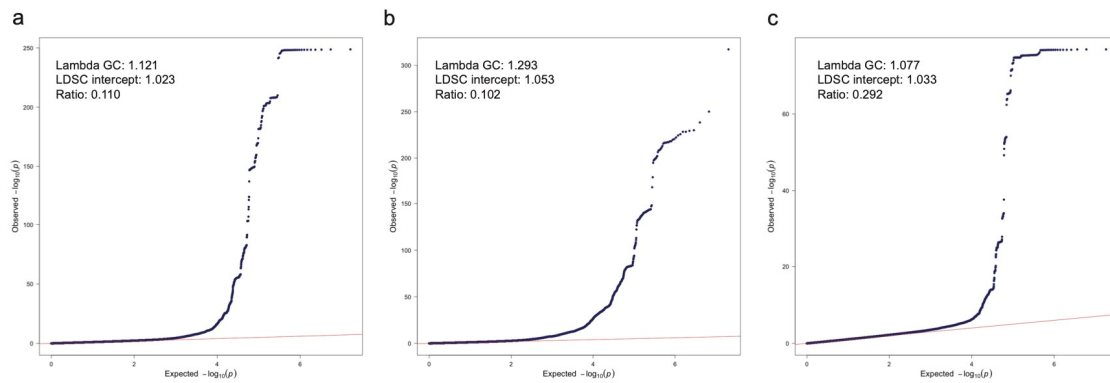 a
Lambda GC: 1.121
LDSC intercept: 1.023
Ratio: 0.110
250
200
150
100
50
0
Observed −log10(p)
0 2 4 6
Expected −log10(p)
b
Lambda GC: 1.293
LDSC intercept: 1.053
Ratio: 0.102
300
250
200
150
100
50
0
Observed −log10(p)
0 2 4 6
Expected −log10(p)
c
Lambda GC: 1.077
LDSC intercept: 1.033
Ratio: 0.292
60
40
20
0
Observed −log10(p)
0 2 4 6
Expected −log10(p)